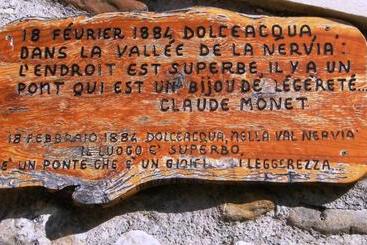 18 FÉVRIER 1884 DOLCEACQUA,
DANS LA VALLÉE DE LA NERVIA:
L'ENDROIT EST SUPERBE, IL Y A UN
PONT QUI EST UN BIJOU DE LÉGÈRETÉ...
CLAUDE MONET
18 FEBBRAIO 1884 DOLCEACQUA, NELLA VAL NERVIA
IL LUOGO E' SUPERBO,
E' UN PONTE CHE E' UN LEGGEREZZA